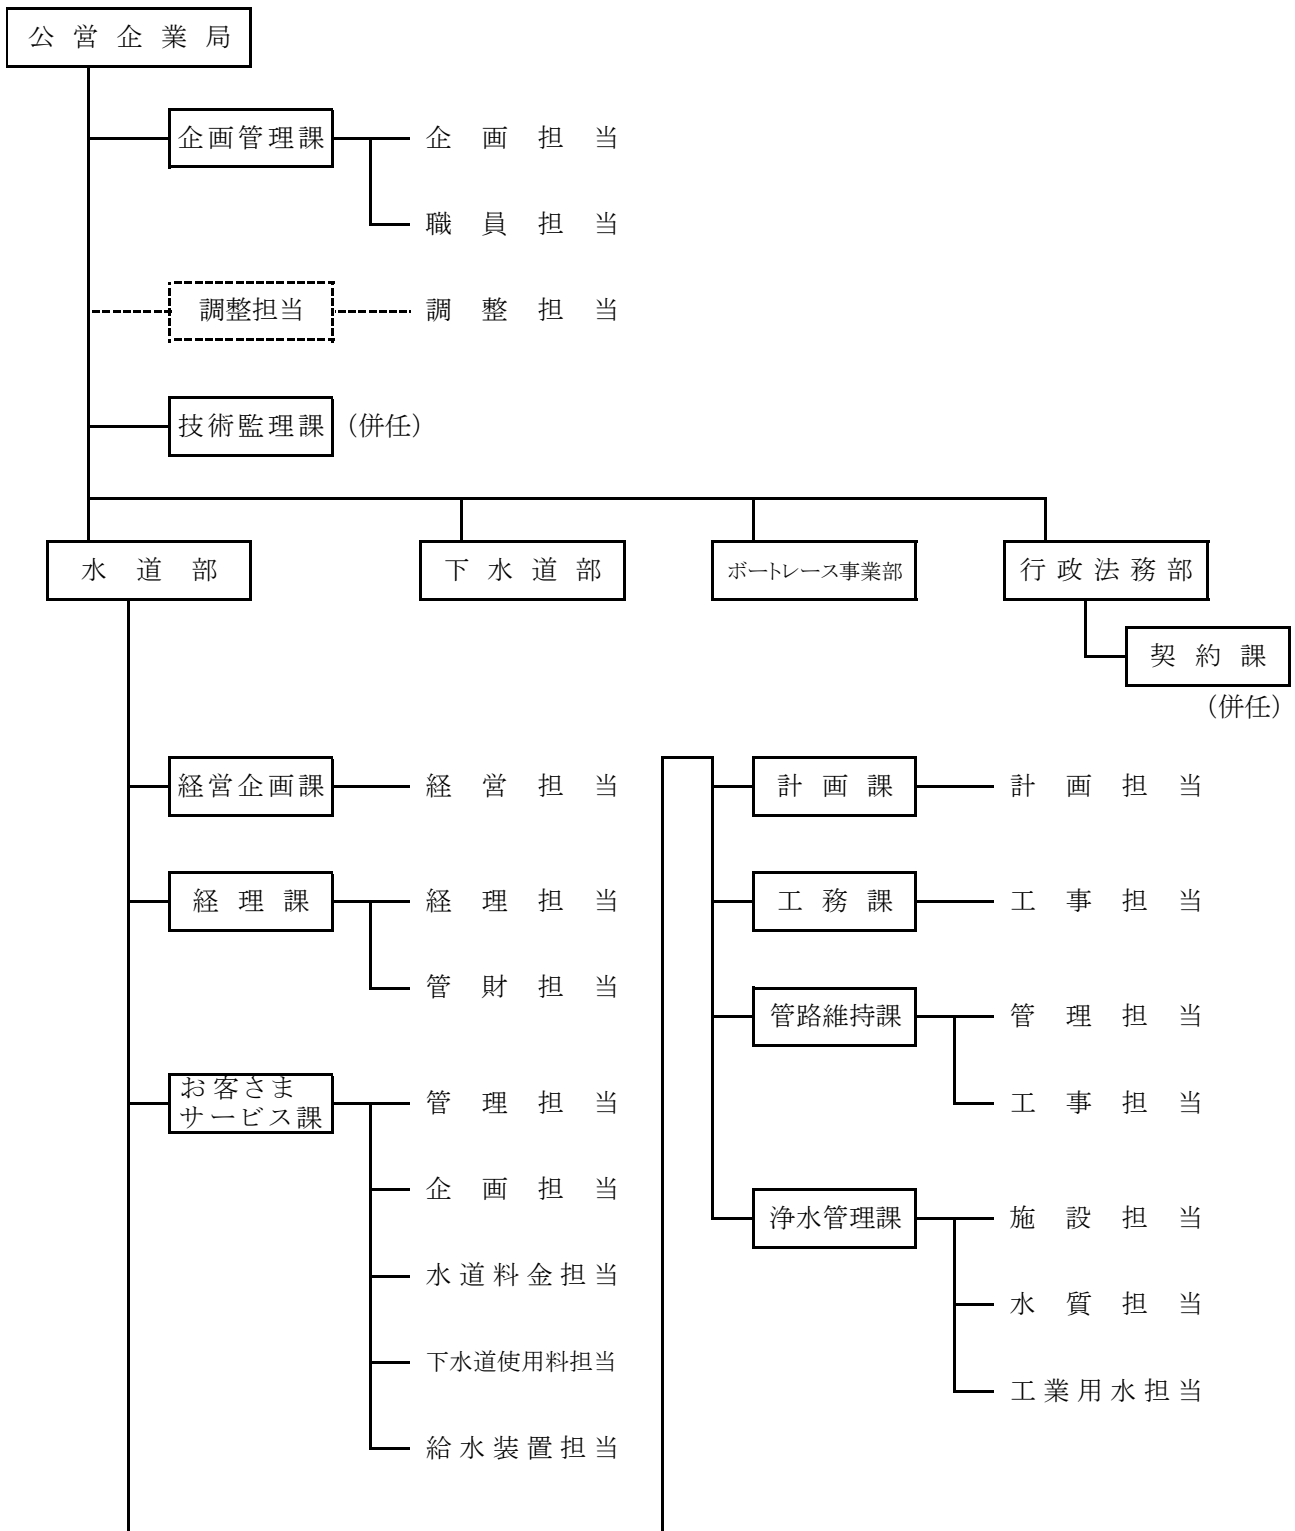 公営企業局
企画管理課
企画担当
職員担当
調整担当
調整担当
技術監理課
（併任）
水道部
下水道部
ボートレース事業部
行政法務部
契約課
（併任）
経営企画課
経営担当
経理課
経理担当
管財担当
お客さま
サービス課
管理担当
企画担当
水道料金担当
下水道使用料担当
給水装置担当
計画課
計画担当
工務課
工事担当
管路維持課
管理担当
工事担当
浄水管理課
施設担当
水質担当
工業用水担当